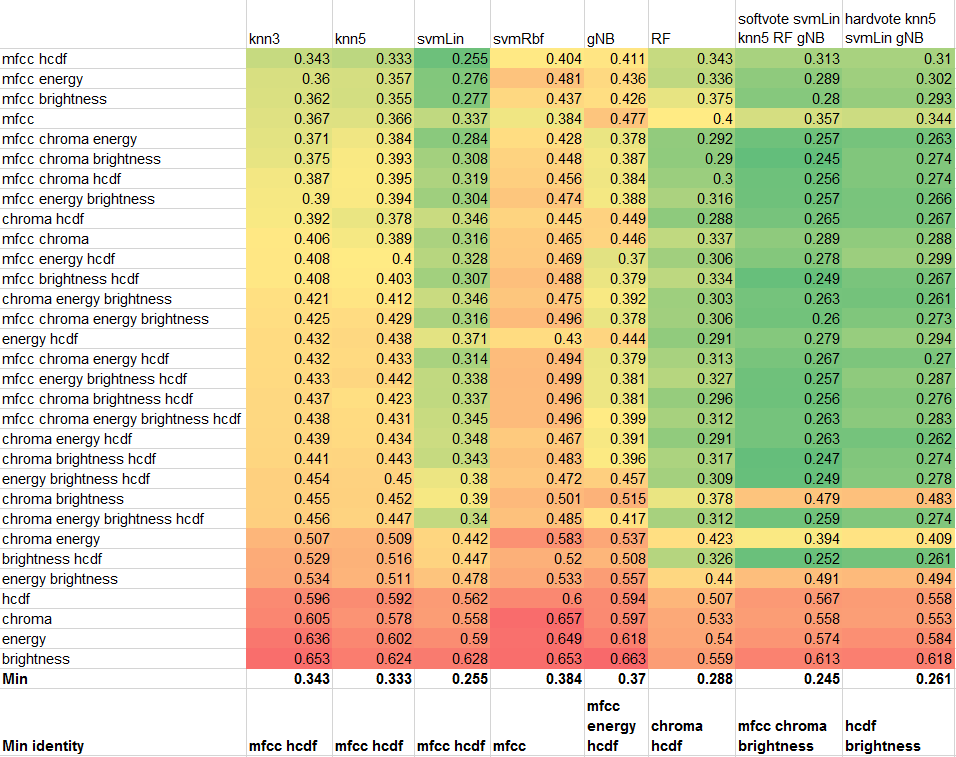 softvote svmLin hardvote knn5
knn3 knn5 svmLin svmRbf gNB RF knn5 RF gNB svmLin gNB
mfcc hcdf 0.343 0.333 0.255 0.404 0.411 0.343 0.313 0.31
mfcc energy 0.36 0.357 0.276 0.481 0.436 0.336 0.289 0.302
mfcc brightness 0.362 0.355 0.277 0.437 0.426 0.375 0.28 0.293
mfcc 0.367 0.366 0.337 0.384 0.477 0.4 0.357 0.344
mfcc chroma energy 0.371 0.384 0.284 0.428 0.378 0.292 0.257 0.263
mfcc chroma brightness 0.375 0.393 0.308 0.448 0.387 0.29 0.245 0.274
mfcc chroma hcdf 0.387 0.395 0.319 0.456 0.384 0.3 0.256 0.274
mfcc energy brightness 0.39 0.394 0.304 0.474 0.388 0.316 0.257 0.266
chroma hcdf 0.392 0.378 0.346 0.445 0.449 0.288 0.265 0.267
mfcc chroma 0.406 0.389 0.316 0.465 0.446 0.337 0.289 0.288
mfcc energy hcdf 0.408 0.4 0.328 0.469 0.37 0.306 0.278 0.299
mfcc brightness hcdf 0.408 0.403 0.307 0.488 0.379 0.334 0.249 0.267
chroma energy brightness 0.421 0.412 0.346 0.475 0.392 0.303 0.263 0.261
mfcc chroma energy brightness 0.425 0.429 0.316 0.496 0.378 0.306 0.26 0.273
energy hcdf 0.432 0.438 0.371 0.43 0.444 0.291 0.279 0.294
mfcc chroma energy hcdf 0.432 0.433 0.314 0.494 0.379 0.313 0.267 0.27
mfcc energy brightness hcdf 0.433 0.442 0.338 0.499 0.381 0.327 0.257 0.287
mfcc chroma brightness hcdf 0.437 0.423 0.337 0.496 0.381 0.296 0.256 0.276
mfcc chroma energy brightness hcdf 0.438 0.431 0.345 0.496 0.399 0.312 0.263 0.283
chroma energy hcdf 0.439 0.434 0.348 0.467 0.391 0.291 0.263 0.262
chroma brightness hcdf 0.441 0.443 0.343 0.483 0.396 0.317 0.247 0.274
energy brightness hcdf 0.454 0.45 0.38 0.472 0.457 0.309 0.249 0.278
chroma brightness 0.455 0.452 0.39 0.501 0.515 0.378 0.479 0.483
chroma energy brightness hcdf 0.456 0.447 0.34 0.485 0.417 0.312 0.259 0.274
chroma energy 0.507 0.509 0.442 0.583 0.537 0.423 0.394 0.409
brightness hcdf 0.529 0.516 0.447 0.52 0.508 0.326 0.252 0.261
energy brightness 0.534 0.511 0.478 0.533 0.557 0.44 0.491 0.494
hcdf 0.596 0.592 0.562 0.6 0.594 0.507 0.567 0.558
chroma 0.605 0.578 0.558 0.657 0.597 0.533 0.558 0.553
energy 0.636 0.602 0.59 0.649 0.618 0.54 0.574 0.584
brightness 0.653 0.624 0.628 0.653 0.663 0.559 0.613 0.618
Min 0.343 0.333 0.255 0.384 0.37 0.288 0.245 0.261
mfcc
energy chroma mfcc chroma hcdf
Min identity mfcc hcdf mfcc hcdf mfcc hcdf mfcc hcdf hcdf brightness brightness